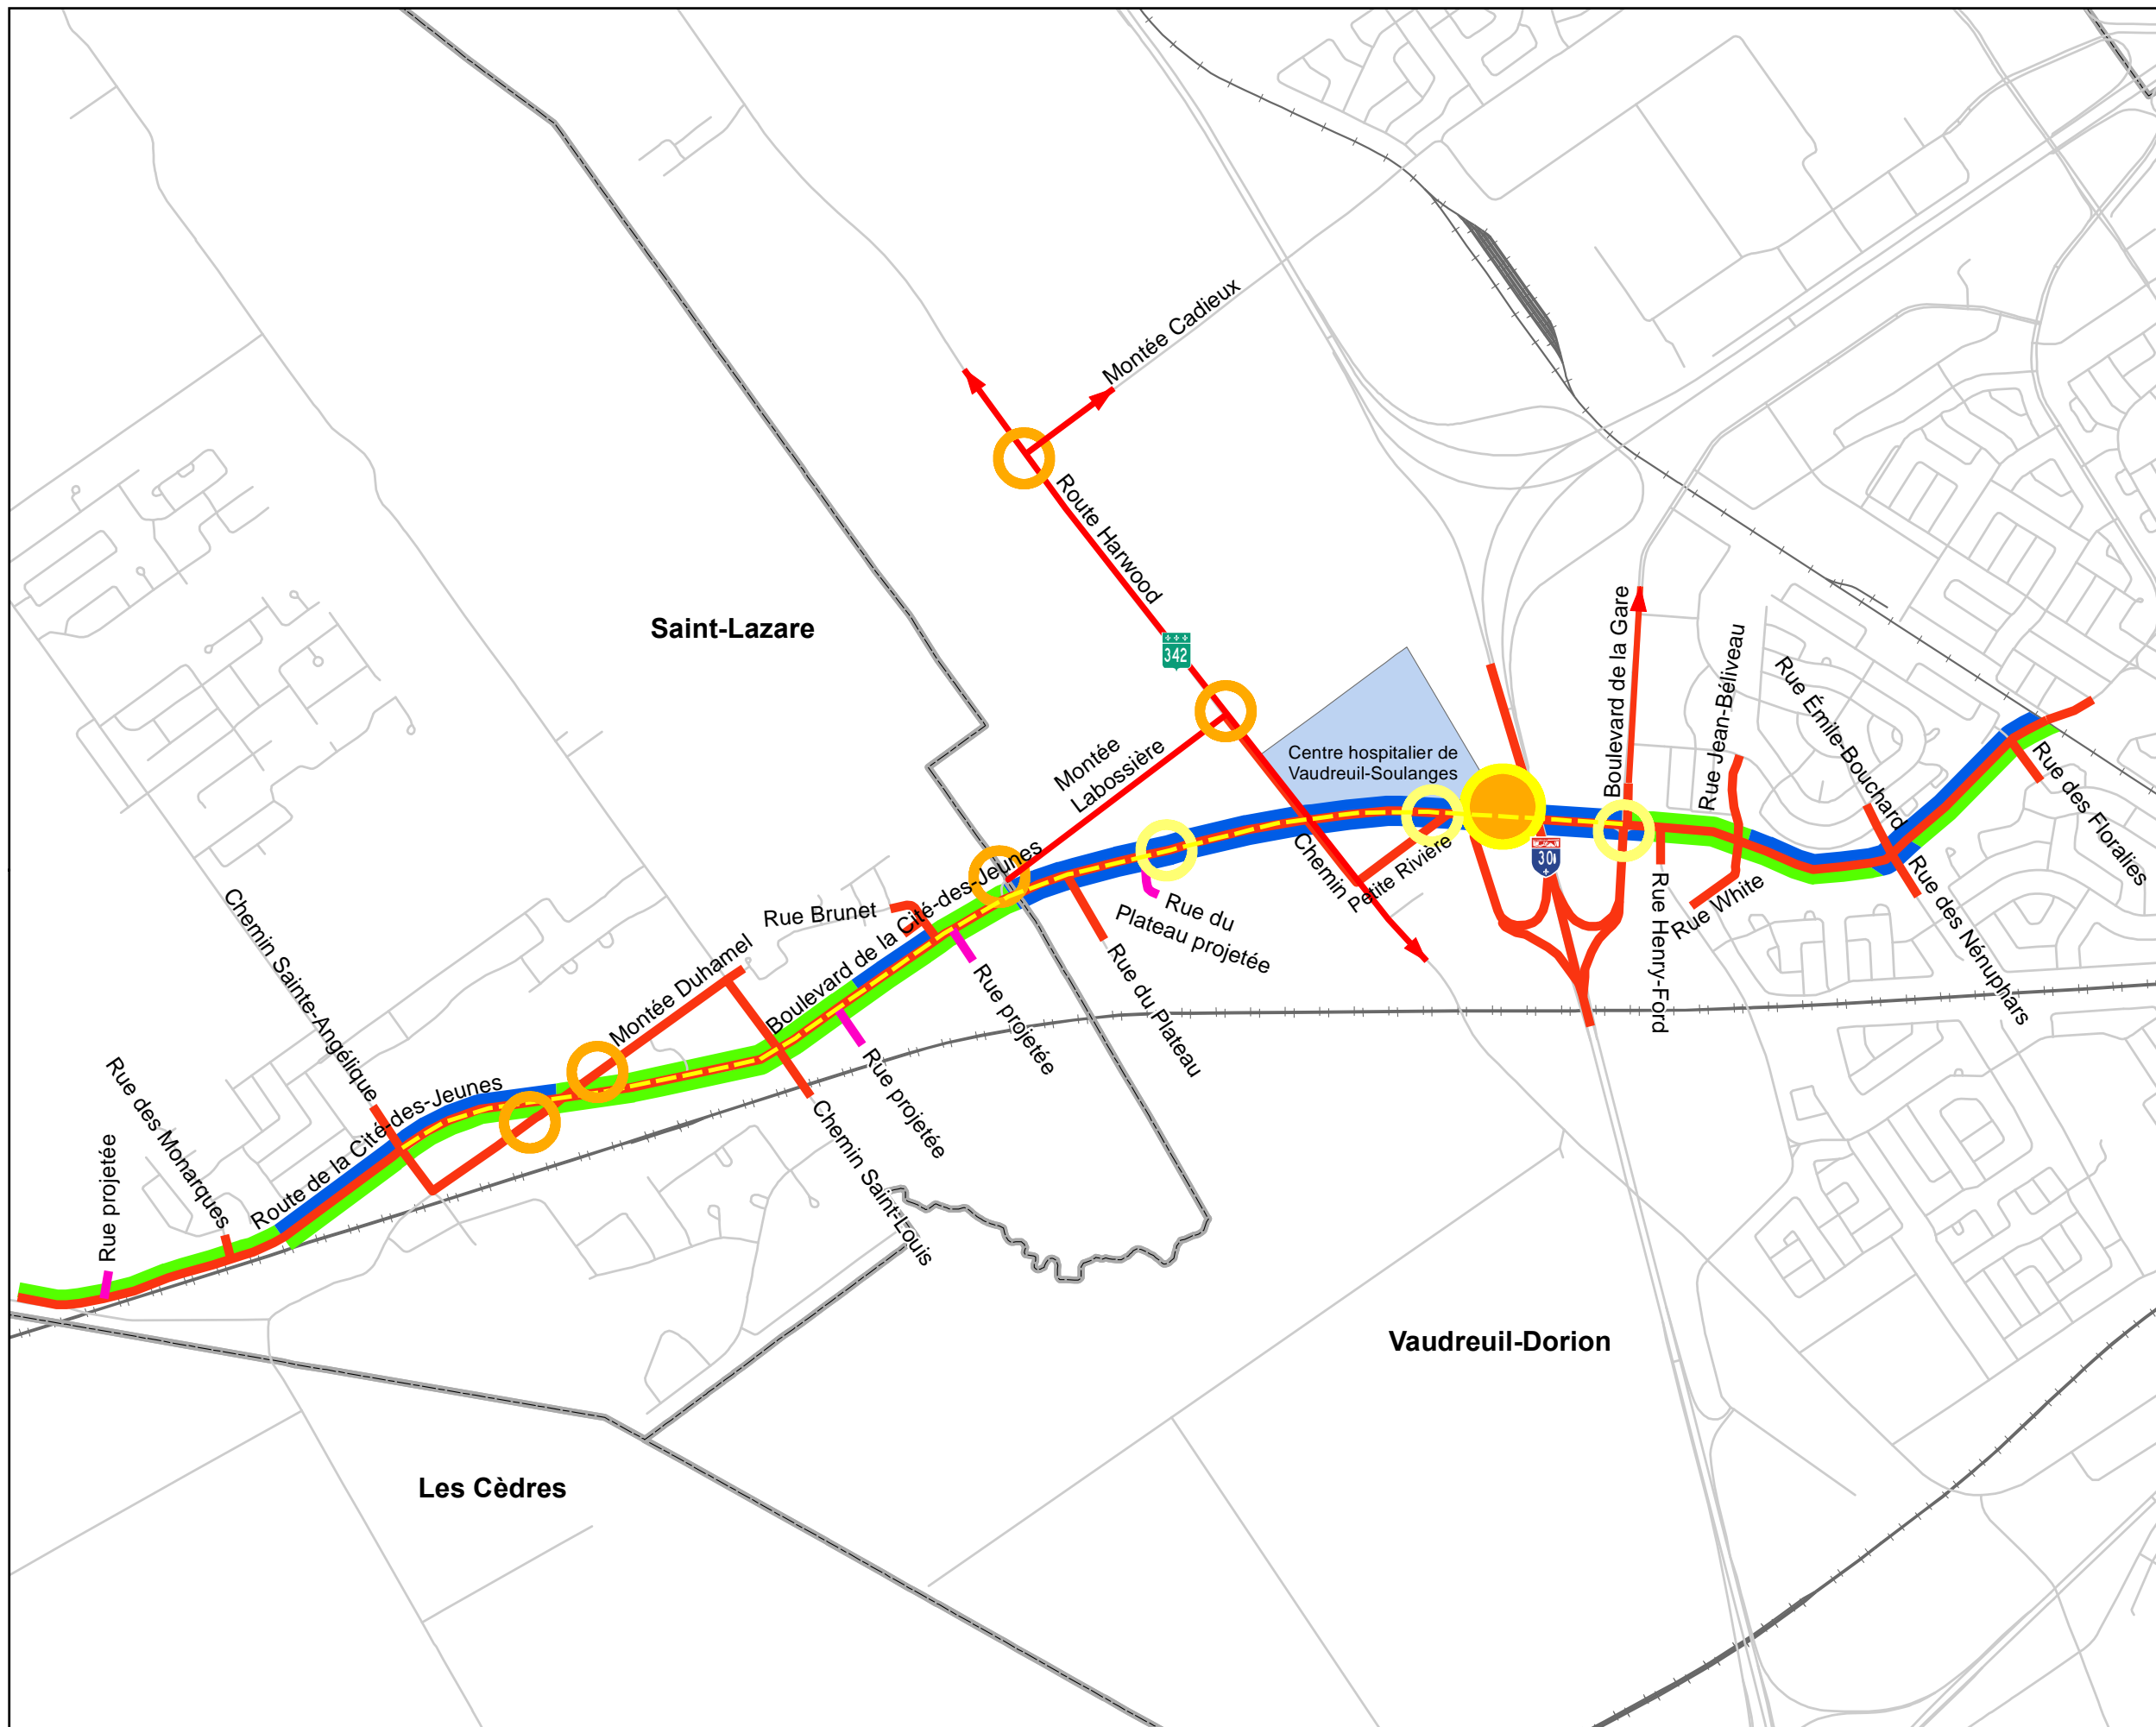 Montée Cadieux
Route Harwood
342
Saint-Lazare
Boulevard de la Gare
Rue Jean-Béliveau
Rue Émile-Bouchard
Centre hospitalier de
Vaudreuil-Soulanges
Montée
Labossière
Rue des Floralies
Chemin
Petite Rivière
30
Boulevard de la Cité-des-Jeunes
Rue Brunet
Rue du
Plateau projetée
Rue White
Rue Henry-Ford
Rue des Nénuphars
Chemin Sainte-Angélique
Montée Duhamel
Rue projetée
Rue du Plateau
Rue projetée
Rue des Monarques
Route de la Cité-des-Jeunes
Rue projetée
Chemin Saint-Louis
Vaudreuil-Dorion
Les Cèdres